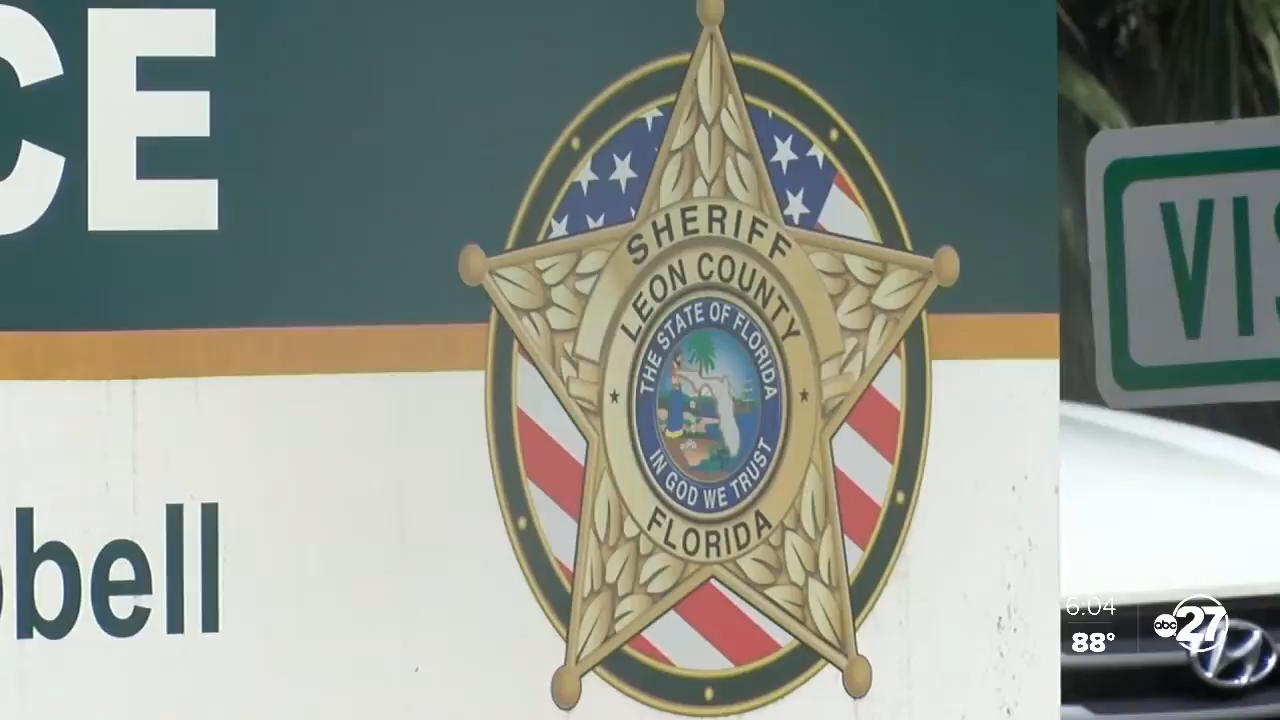 CE
bell
SHERIFF
LEON COUNTY
THE STATE OF FLORIDA
IN GOD WE TRUST
FLORIDA
VIS
6:04
88°
abc 27